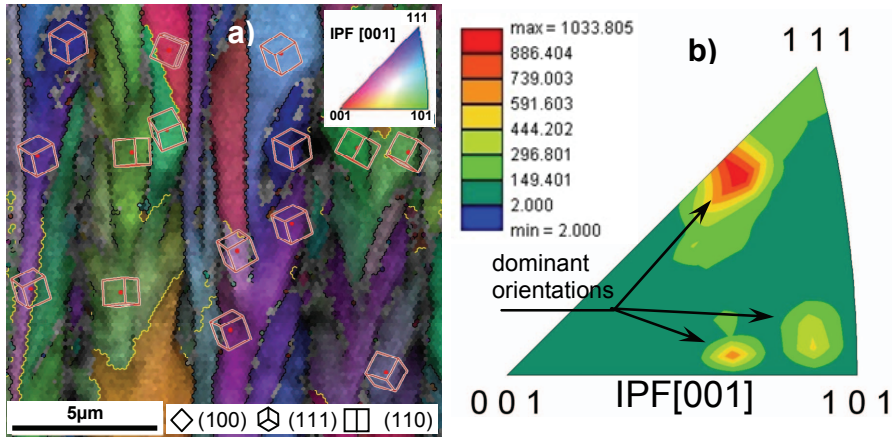 a)
IPF [001]
111
001
101
5µm
(100)
(111)
(110)
b)
max = 1033.805
886.404
739.003
591.603
444.202
296.801
149.401
2.000
min = 2.000
1 1 1
dominant
orientations
0 0 1
IPF[001]
1 0 1